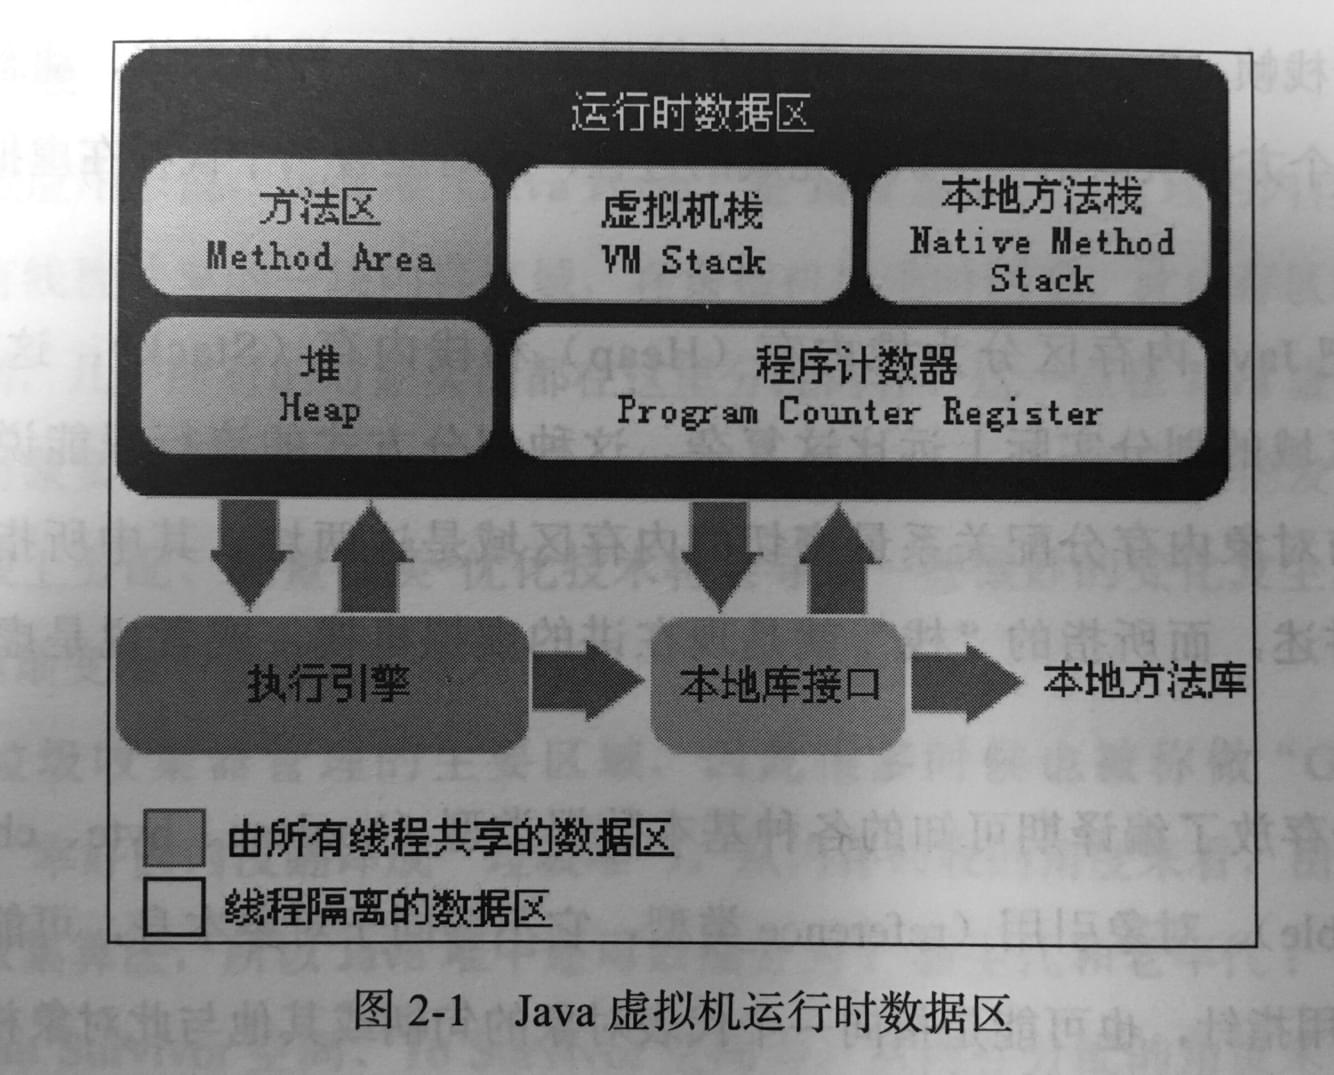 运行时数据区
方法区
Method Area
虚拟机栈
VM Stack
本地方法栈
Native Method
Stack
堆
Heap
程序计数器
Program Counter Register
执行引擎
本地库接口
本地方法库
由所有线程共享的数据区
线程隔离的数据区
图 2-1 Java 虚拟机运行时数据区